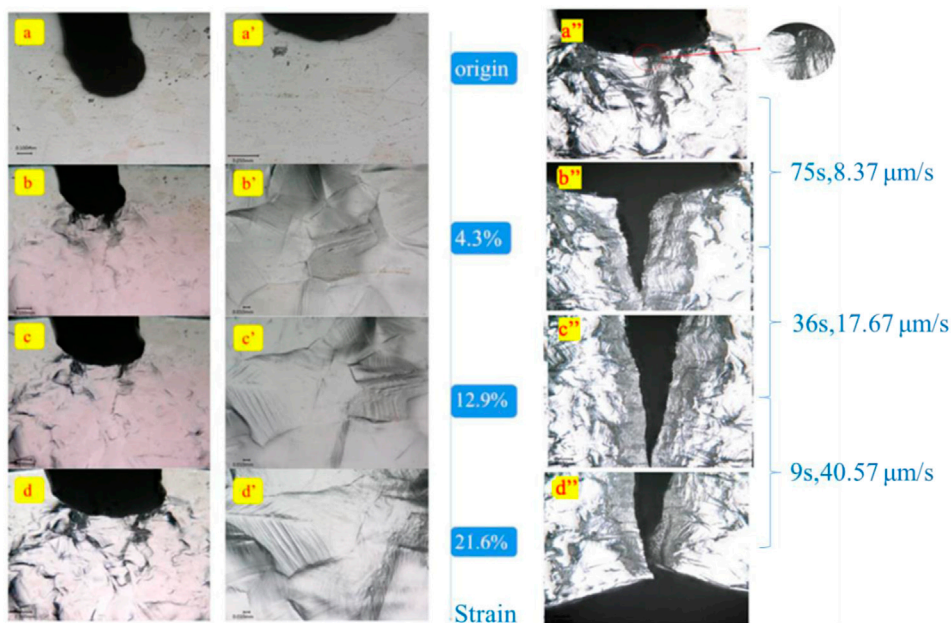 a
a'
origin
a''
75s,8.37 μm/s
b
b'
4.3%
b''
36s,17.67 μm/s
c
c'
12.9%
c''
9s,40.57 μm/s
d
d'
21.6%
d''
Strain